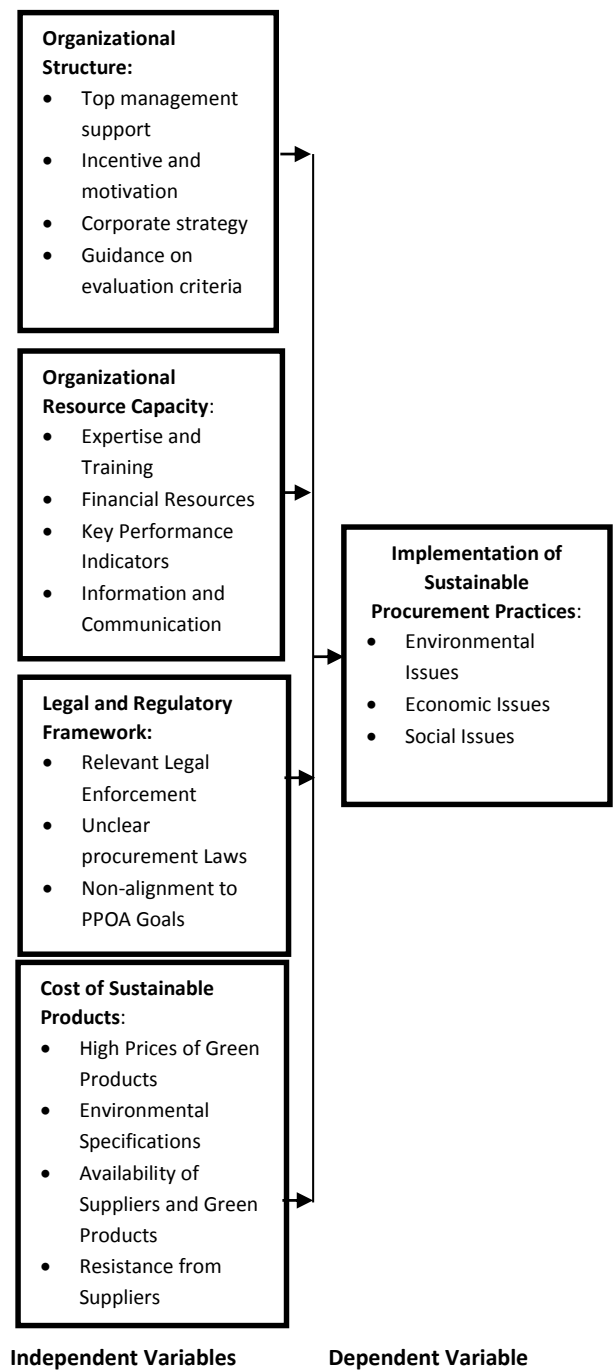 Organizational
Structure:
• Top management
support
• Incentive and
motivation
• Corporate strategy
• Guidance on
evaluation criteria
Organizational
Resource Capacity:
• Expertise and
Training
• Financial Resources
• Key Performance
Indicators
• Information and
Communication
Legal and Regulatory
Framework:
• Relevant Legal
Enforcement
• Unclear
procurement Laws
• Non-alignment to
PPOA Goals
Cost of Sustainable
Products:
• High Prices of Green
Products
• Environmental
Specifications
• Availability of
Suppliers and Green
Products
• Resistance from
Suppliers
Implementation of
Sustainable
Procurement Practices:
• Environmental
Issues
• Economic Issues
• Social Issues
Independent Variables
Dependent Variable